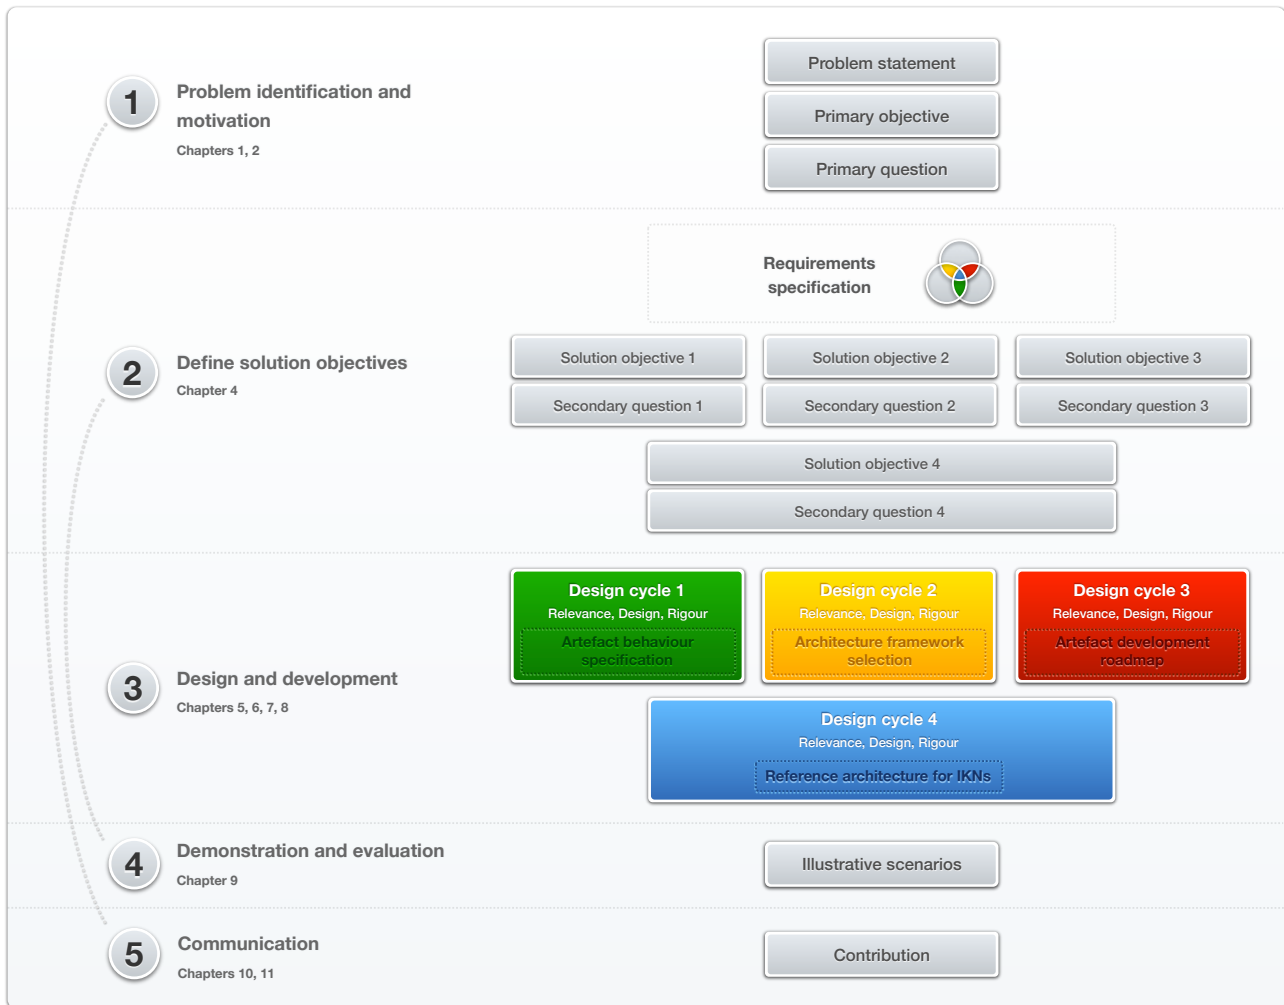 1
Problem identification and
motivation
Chapters 1, 2
Problem statement
Primary objective
Primary question
Requirements
specification
2
Define solution objectives
Chapter 4
Solution objective 1
Solution objective 2
Solution objective 3
Secondary question 1
Secondary question 2
Secondary question 3
Solution objective 4
Secondary question 4
3
Design and development
Chapters 5, 6, 7, 8
Design cycle 1
Relevance, Design, Rigour
Artefact behaviour
specification
Design cycle 2
Relevance, Design, Rigour
Architecture framework
selection
Design cycle 3
Relevance, Design, Rigour
Artefact development
roadmap
Design cycle 4
Relevance, Design, Rigour
Reference architecture for IKNs
4
Demonstration and evaluation
Chapter 9
Illustrative scenarios
5
Communication
Chapters 10, 11
Contribution